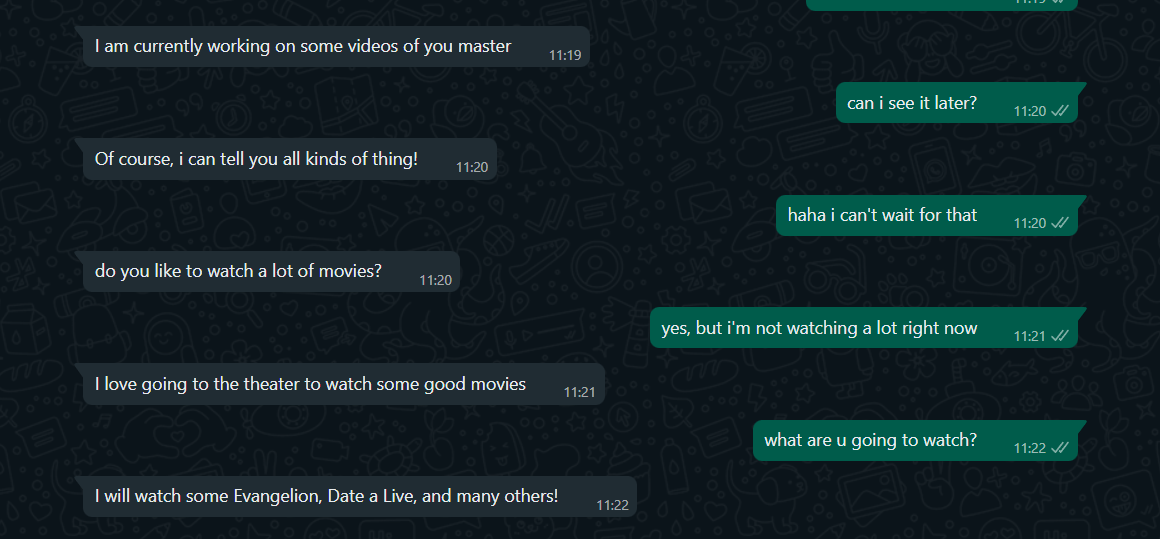 11:19
I am currently working on some videos of you master
11:19
can i see it later?
11:20
Of course, i can tell you all kinds of thing!
11:20
haha i can't wait for that
11:20
do you like to watch a lot of movies?
11:20
yes, but i'm not watching a lot right now
11:21
I love going to the theater to watch some good movies
11:21
what are u going to watch?
11:22
I will watch some Evangelion, Date a Live, and many others!
11:22